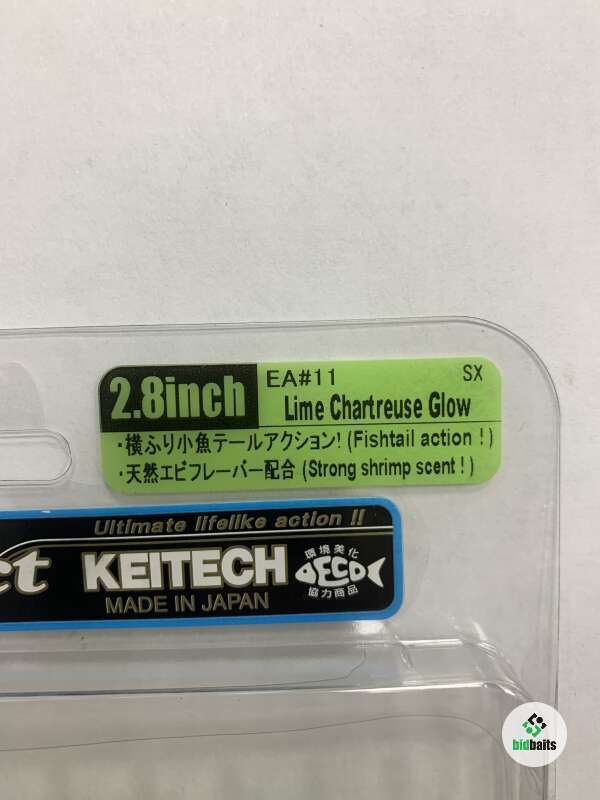 2.8inch
EA#11
SX
Lime Chartreuse Glow
・横ふり小魚テールアクション! (Fishtail action !)
・天然エビフレーバー配合 (Strong shrimp scent !)
Ultimate lifelike action !!
ct KEITECH
MADE IN JAPAN
環境美化
ECO
協力商品
bidbaits